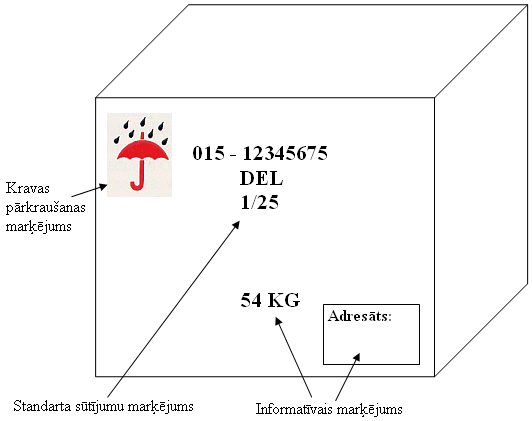 015 - 12345675
DEL
1/25
Kravas
pārkraušanas
marķējums
54 KG
Adresāts:
Standarta sūtījumu marķējums
Informatīvais marķējums